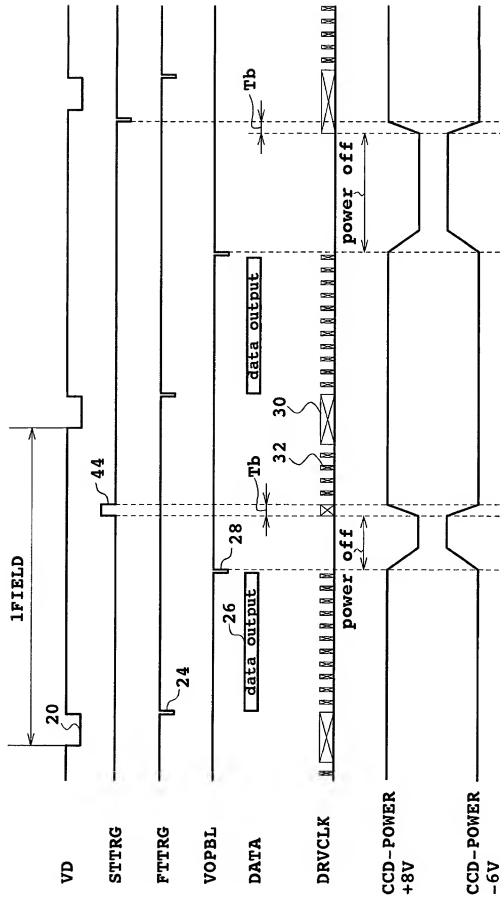 1FIELD
VD
20
STTRG
44
FTTRG
24
VOPBL
28
DATA
26
data output
Tb
data output
Tb
DRVCLK
32
30
power off
power off
CCD-POWER
+8V
CCD-POWER
-6V